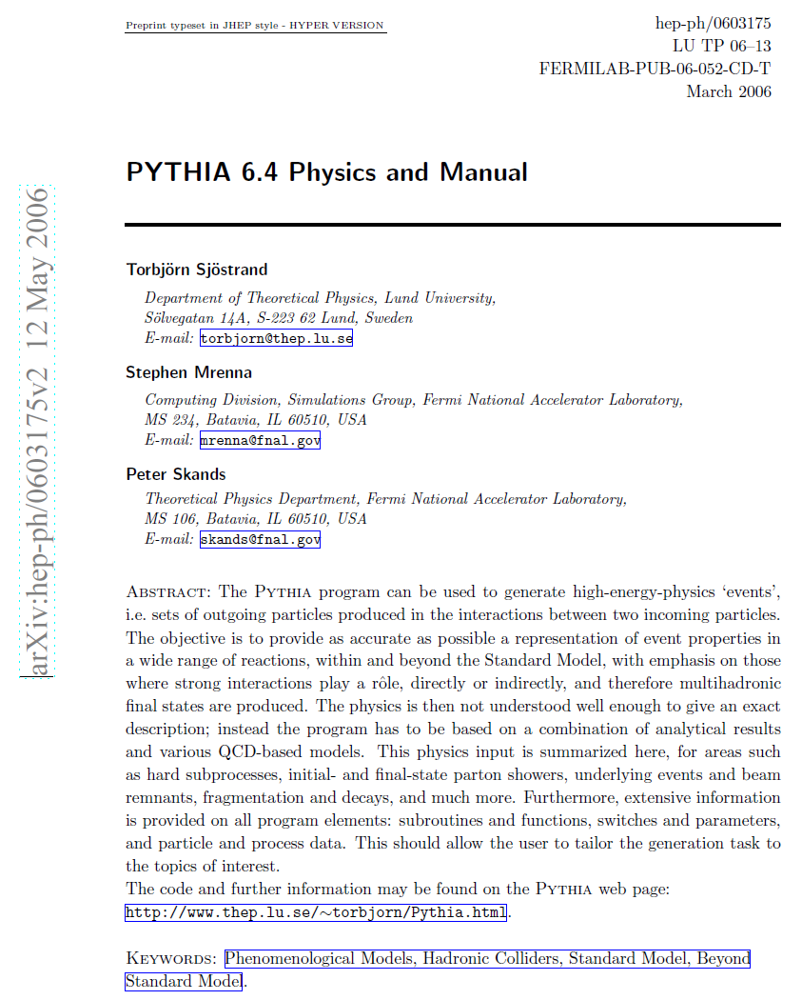 Preprint typeset in JHEP style - HYPER VERSION
hep-ph/0603175
LU TP 06–13
FERMILAB-PUB-06-052-CD-T
March 2006
PYTHIA 6.4 Physics and Manual
arXiv:hep-ph/0603175v2 12 May 2006
Torbjörn Sjöstrand
Department of Theoretical Physics, Lund University,
Sölvegatan 14A, S-223 62 Lund, Sweden
E-mail: torbjorn@thep.lu.se
Stephen Mrenna
Computing Division, Simulations Group, Fermi National Accelerator Laboratory,
MS 234, Batavia, IL 60510, USA
E-mail: mrenna@fnal.gov
Peter Skands
Theoretical Physics Department, Fermi National Accelerator Laboratory,
MS 106, Batavia, IL 60510, USA
E-mail: skands@fnal.gov
Abstract: The Pythia program can be used to generate high-energy-physics ‘events’,
i.e. sets of outgoing particles produced in the interactions between two incoming particles.
The objective is to provide as accurate as possible a representation of event properties in
a wide range of reactions, within and beyond the Standard Model, with emphasis on those
where strong interactions play a rôle, directly or indirectly, and therefore multihadronic
final states are produced. The physics is then not understood well enough to give an exact
description; instead the program has to be based on a combination of analytical results
and various QCD-based models. This physics input is summarized here, for areas such
as hard subprocesses, initial- and final-state parton showers, underlying events and beam
remnants, fragmentation and decays, and much more. Furthermore, extensive information
is provided on all program elements: subroutines and functions, switches and parameters,
and particle and process data. This should allow the user to tailor the generation task to
the topics of interest.
The code and further information may be found on the Pythia web page:
http://www.thep.lu.se/∼torbjorn/Pythia.html.
Keywords: Phenomenological Models, Hadronic Colliders, Standard Model, Beyond
Standard Model.